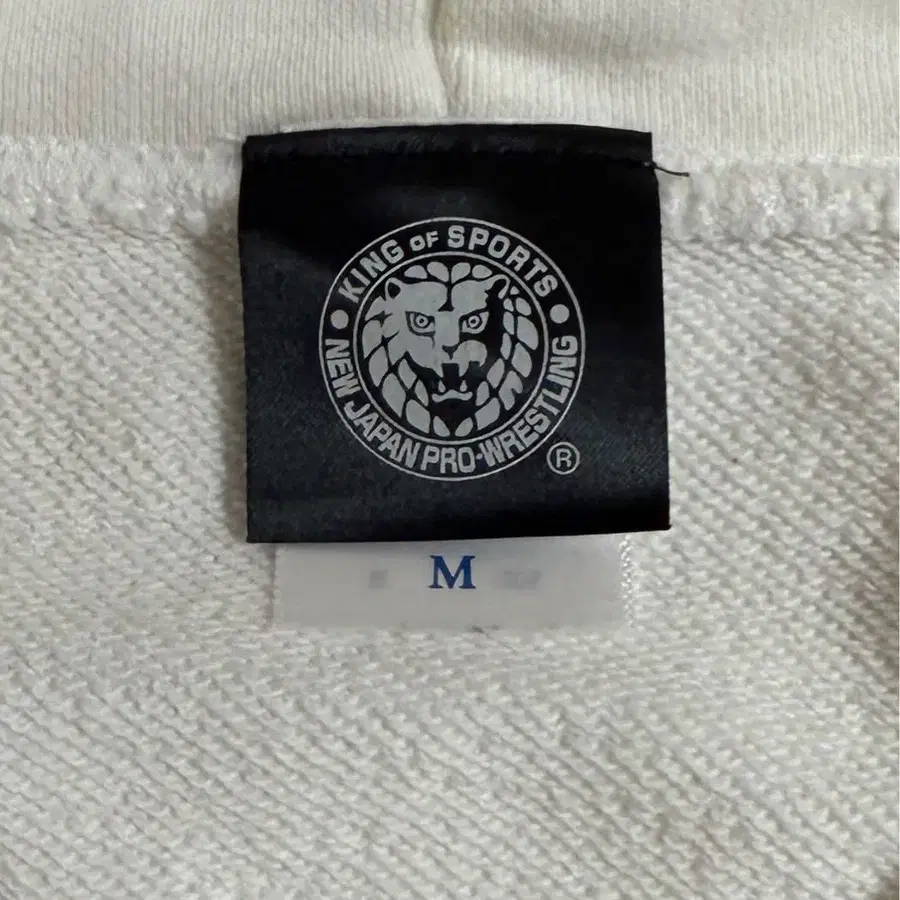 KING OF SPORTS
NEW JAPAN PRO-WRESTLING
®
M